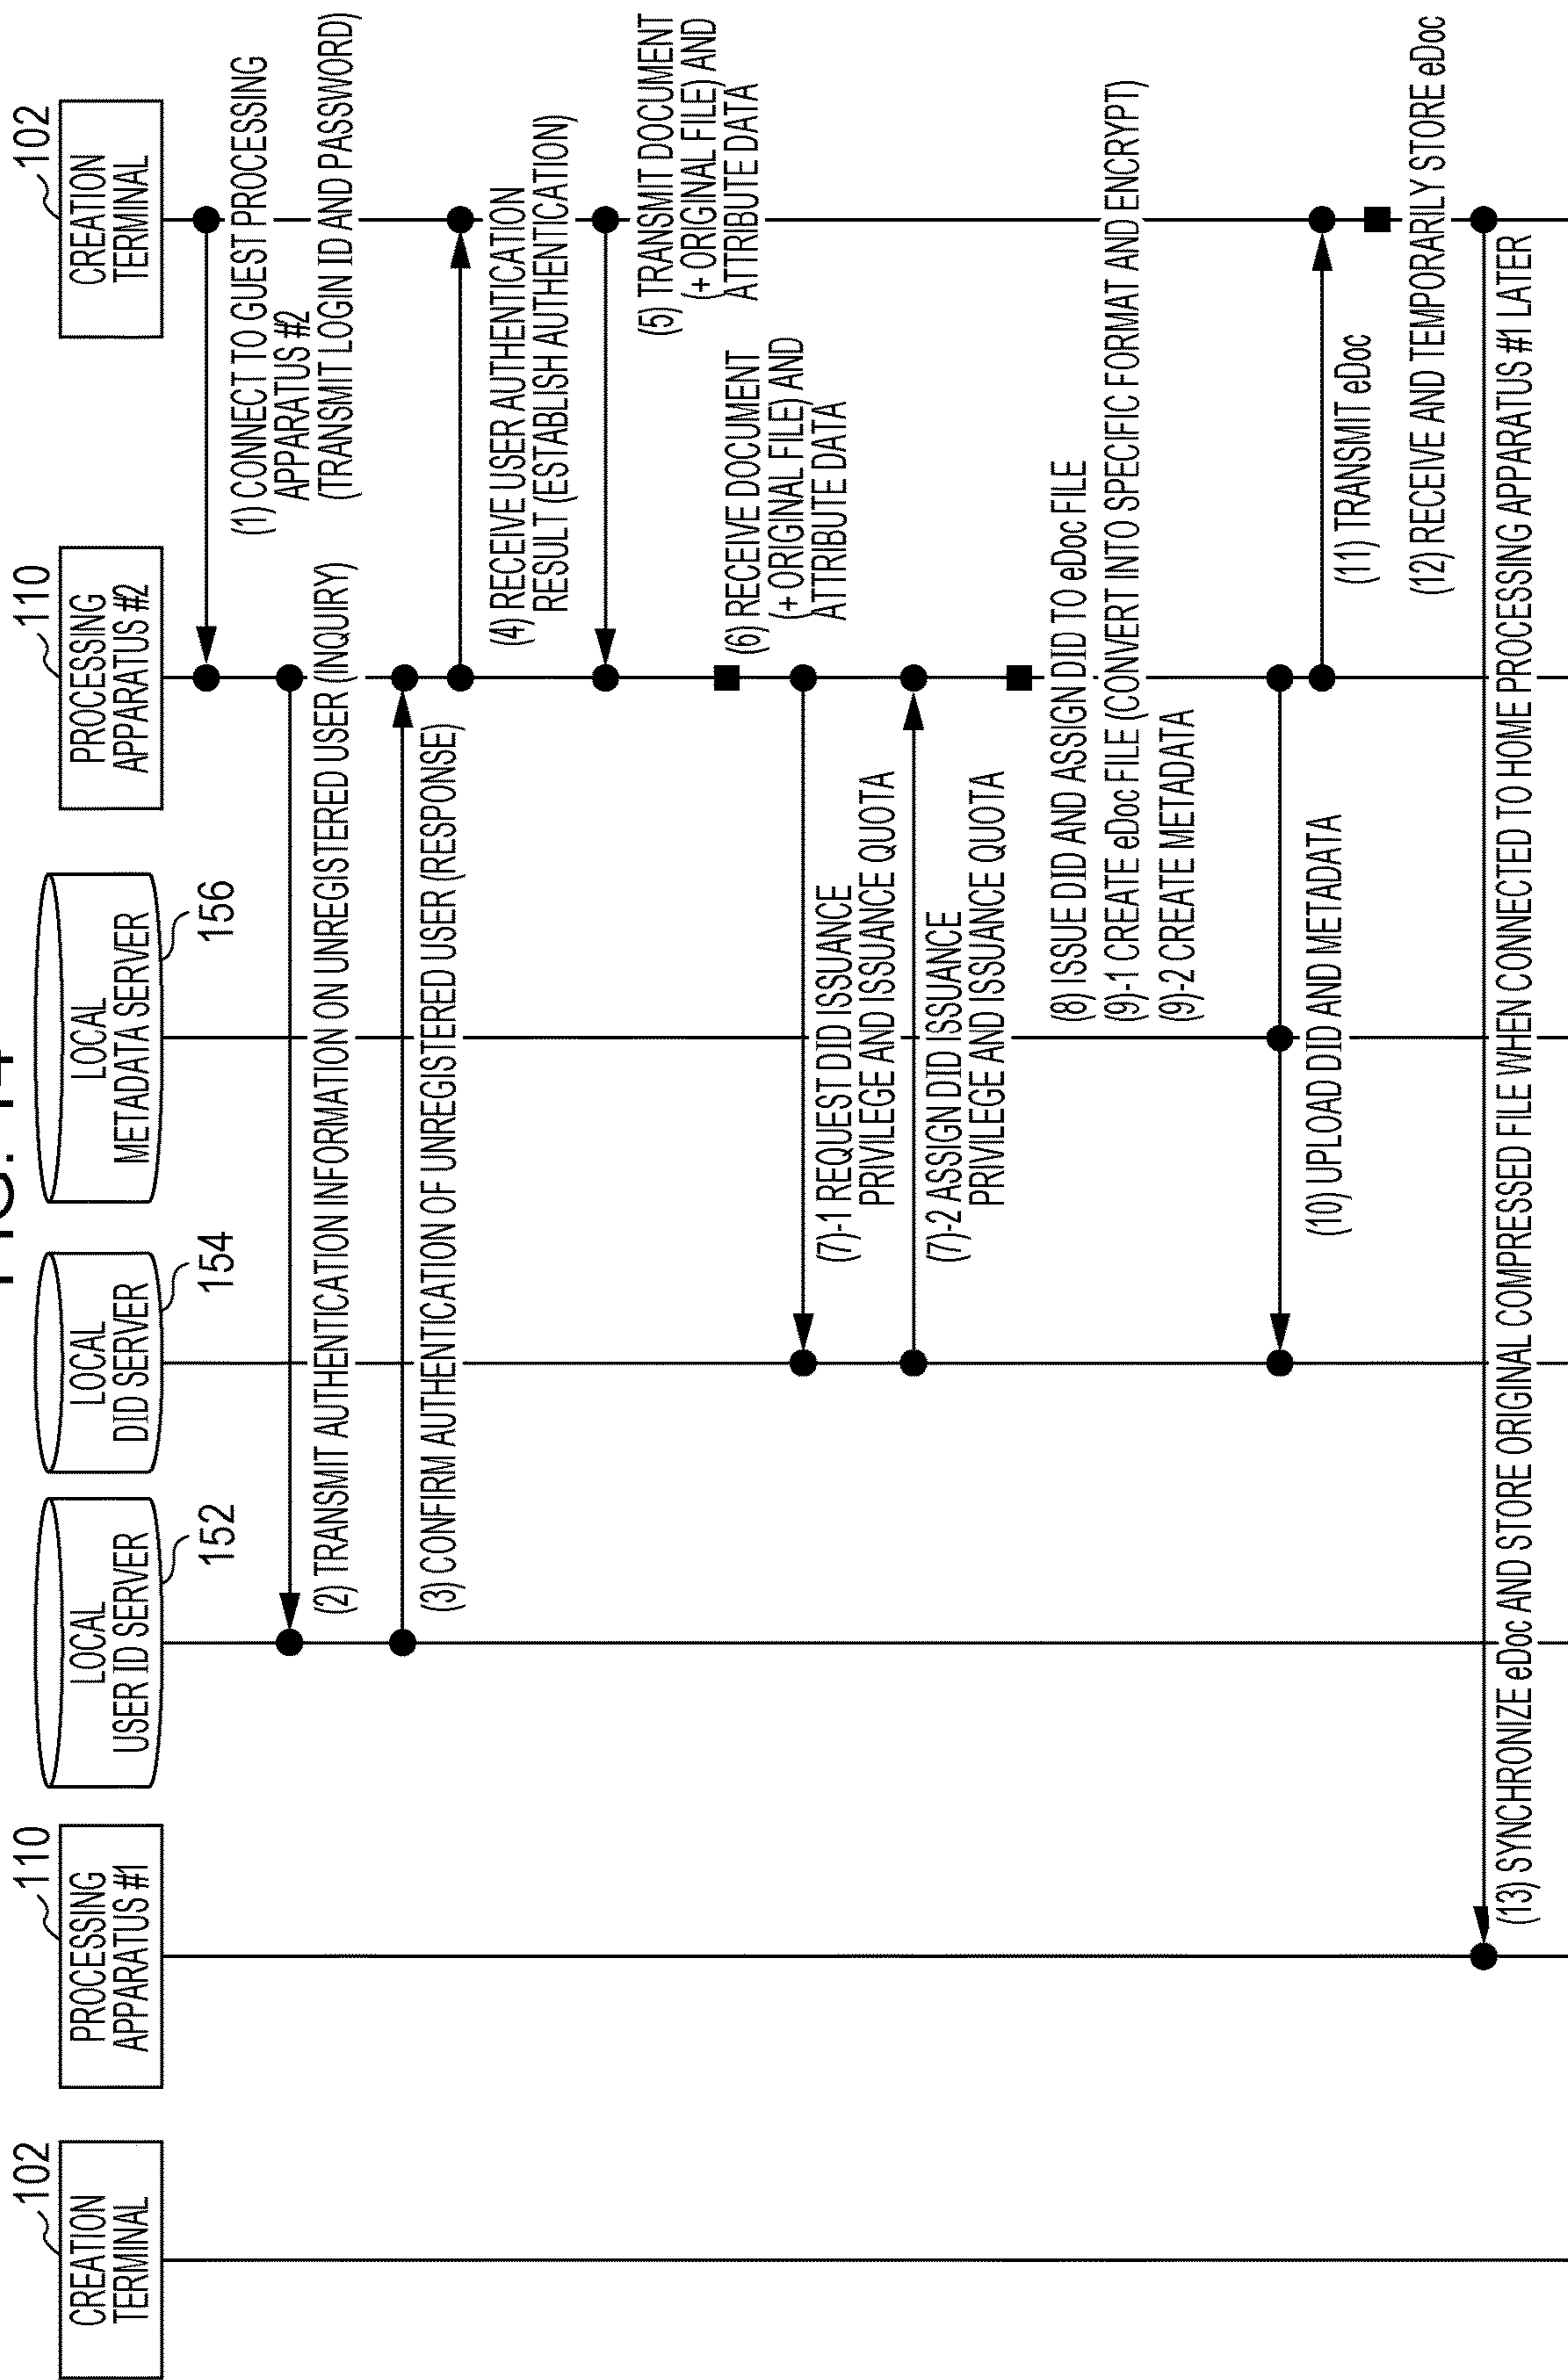 102
CREATION
TERMINAL
110
PROCESSING
APPARATUS #1
LOCAL
USER ID SERVER
152
LOCAL
DID SERVER
154
LOCAL
METADATA SERVER
156
110
PROCESSING
APPARATUS #2
102
CREATION
TERMINAL
(1) CONNECT TO GUEST PROCESSING
APPARATUS #2
(TRANSMIT LOGIN ID AND PASSWORD)
(2) TRANSMIT AUTHENTICATION INFORMATION ON UNREGISTERED USER (INQUIRY)
(3) CONFIRM AUTHENTICATION OF UNREGISTERED USER (RESPONSE)
(4) RECEIVE USER AUTHENTICATION
RESULT (ESTABLISH AUTHENTICATION)
(5) TRANSMIT DOCUMENT
(+ ORIGINAL FILE) AND
ATTRIBUTE DATA
(6) RECEIVE DOCUMENT
(+ ORIGINAL FILE) AND
ATTRIBUTE DATA
(7)-1 REQUEST DID ISSUANCE
PRIVILEGE AND ISSUANCE QUOTA
(7)-2 ASSIGN DID ISSUANCE
PRIVILEGE AND ISSUANCE QUOTA
(8) ISSUE DID AND ASSIGN DID TO eDoc FILE
(9)-1 CREATE eDoc FILE (CONVERT INTO SPECIFIC FORMAT AND ENCRYPT)
(9)-2 CREATE METADATA
(10) UPLOAD DID AND METADATA
(11) TRANSMIT eDoc
(12) RECEIVE AND TEMPORARILY STORE eDoc
(13) SYNCHRONIZE eDoc AND STORE ORIGINAL COMPRESSED FILE WHEN CONNECTED TO HOME PROCESSING APPARATUS #1 LATER